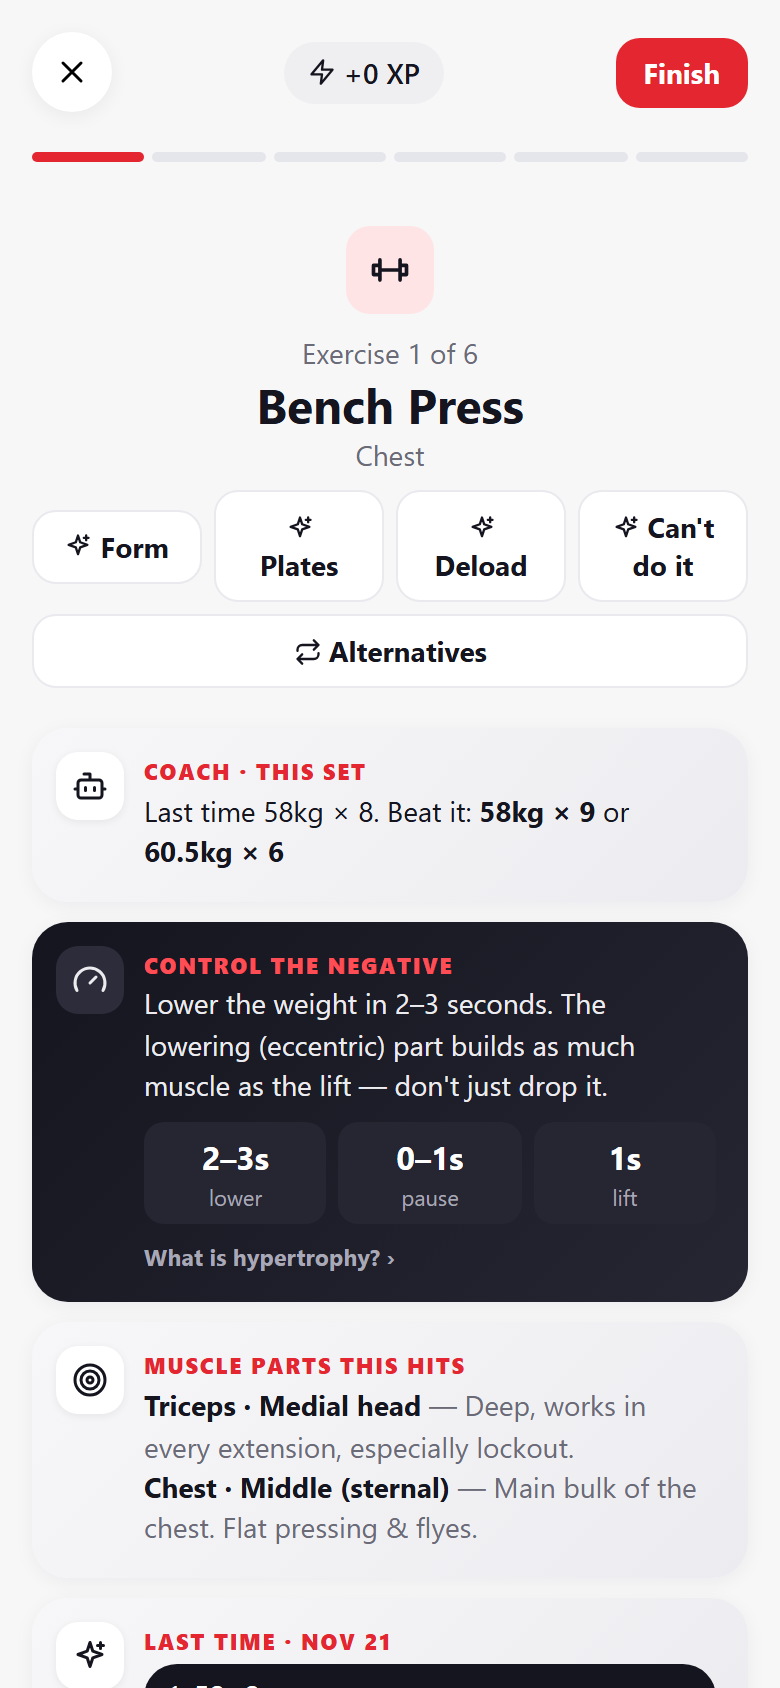 +0 XP
Finish
Exercise 1 of 6
Bench Press
Chest
Form
Plates
Deload
Can't
do it
Alternatives
COACH · THIS SET
Last time 58kg × 8. Beat it: 58kg × 9 or
60.5kg × 6
CONTROL THE NEGATIVE
Lower the weight in 2–3 seconds. The
lowering (eccentric) part builds as much
muscle as the lift — don't just drop it.
2–3s
lower
0–1s
pause
1s
lift
What is hypertrophy? ›
MUSCLE PARTS THIS HITS
Triceps · Medial head — Deep, works in
every extension, especially lockout.
Chest · Middle (sternal) — Main bulk of the
chest. Flat pressing & flyes.
LAST TIME · NOV 21